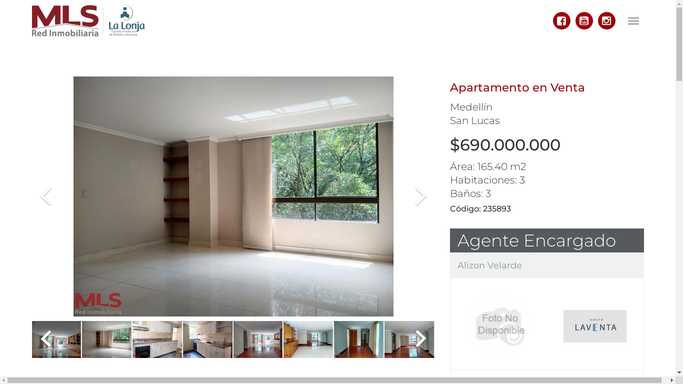 MLS
Red Inmobiliaria
La Lonja
Apartamento en Venta
Medellín
San Lucas
$690.000.000
Área: 165.40 m2
Habitaciones: 3
Baños: 3
Código: 235893
Agente Encargado
Alizon Velarde
MLS
Red Inmobiliaria
Foto No
Disponible
LAVENTA